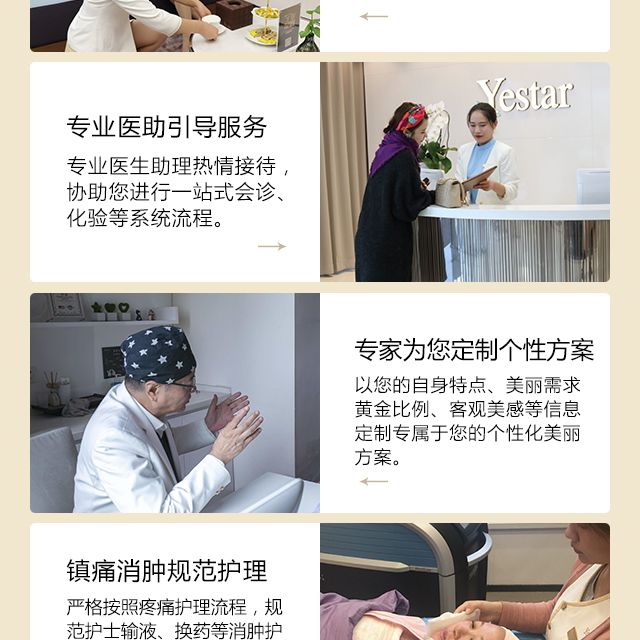 Yestar
专业医助引导服务
专业医生助理热情接待，
协助您进行一站式会诊、
化验等系统流程。
专家为您定制个性方案
以您的自身特点、美丽需求
黄金比例、客观美感等信息
定制专属于您的个性化美丽
方案。
镇痛消肿规范护理
严格按照疼痛护理流程，规
范护士输液、换药等消肿护